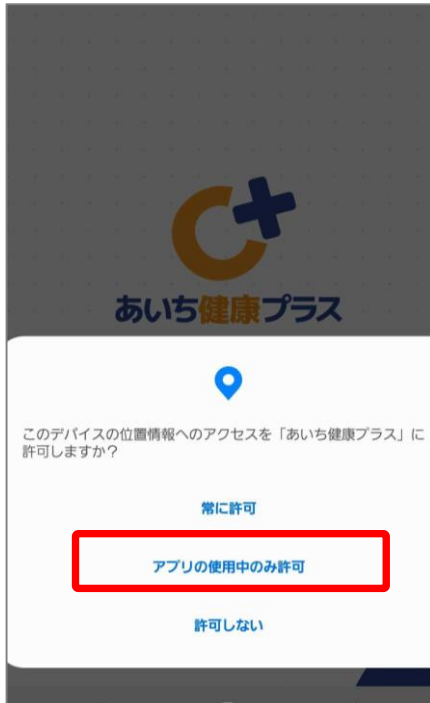 あいち健康プラス
このデバイスの位置情報へのアクセスを「あいち健康プラス」に
許可しますか？
常に許可
アプリの使用中のみ許可
許可しない